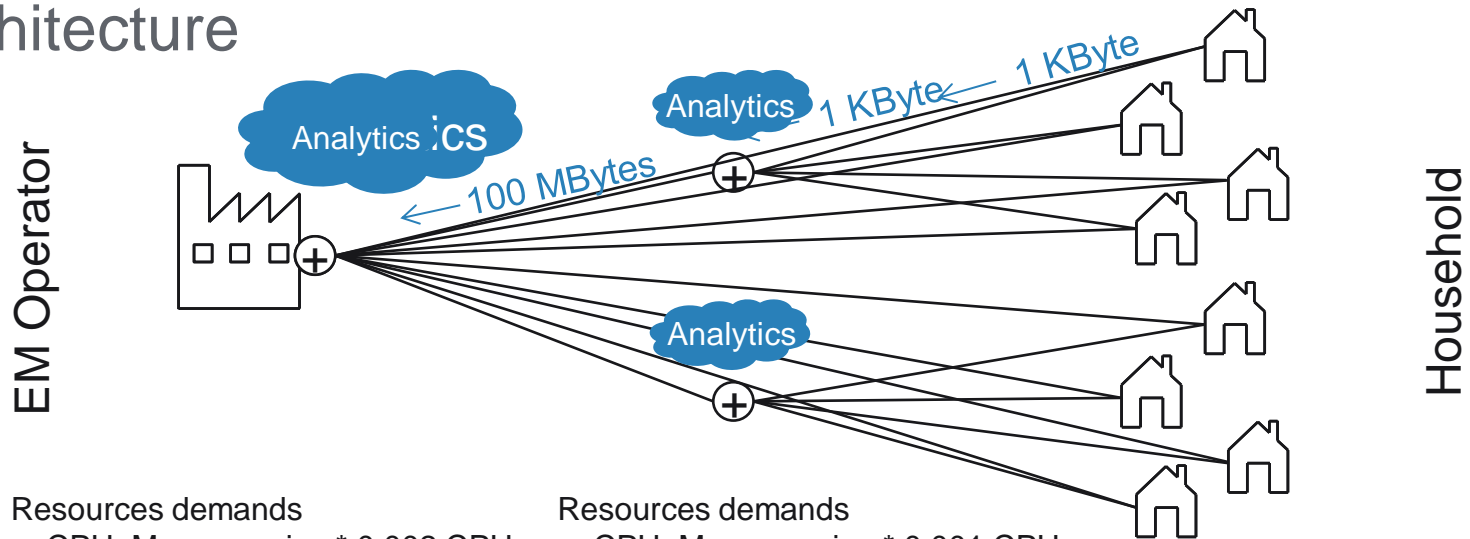 hitecture
EM Operator
Analytics
ics
Analytics
1 KByte
1 KByte
100 MBytes
Analytics
Household
Resources demands
Resources demands